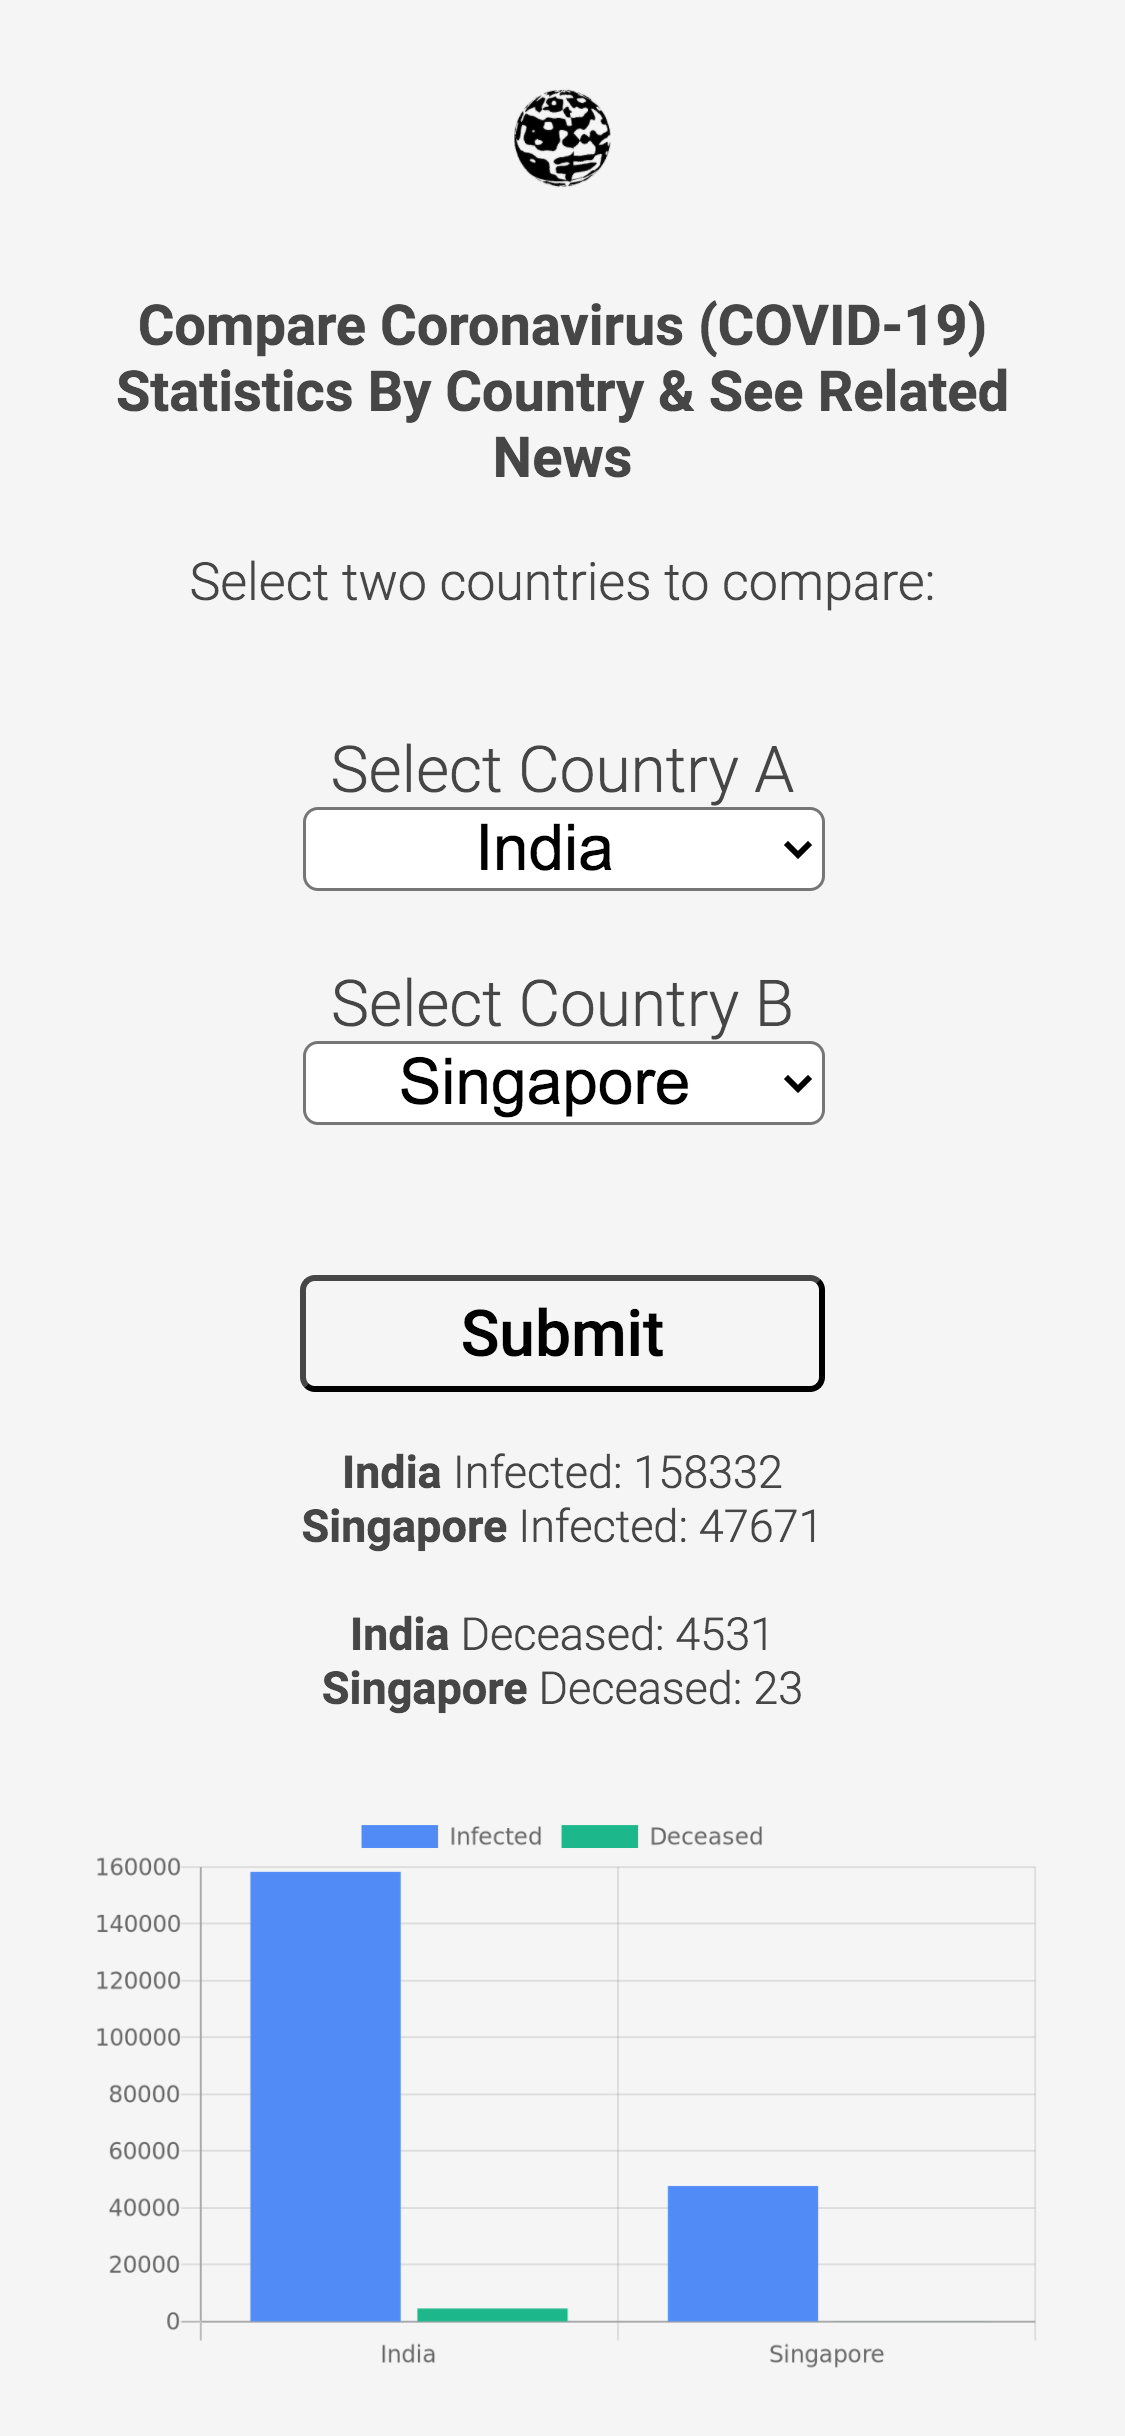 Compare Coronavirus (COVID-19)
Statistics By Country & See Related
News
Select two countries to compare:
Select Country A
India
Select Country B
Singapore
Submit
India Infected: 158332
Singapore Infected: 47671
India Deceased: 4531
Singapore Deceased: 23
Infected Deceased
160000
140000
120000
100000
80000
60000
40000
20000
0
India Singapore